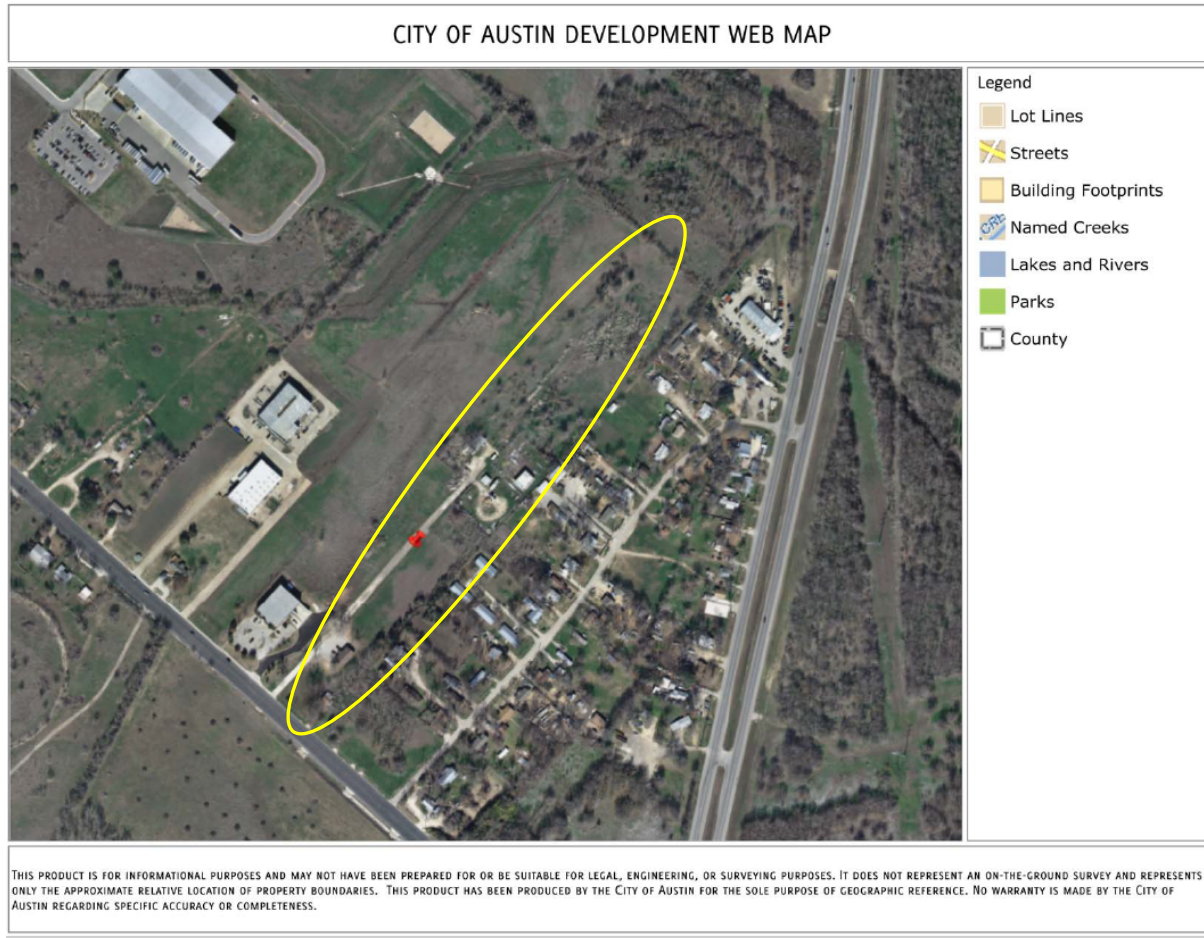 CITY OF AUSTIN DEVELOPMENT WEB MAP
Legend
Lot Lines
Streets
Building Footprints
CRE
Named Creeks
Lakes and Rivers
Parks
County
THIS PRODUCT IS FOR INFORMATIONAL PURPOSES AND MAY NOT HAVE BEEN PREPARED FOR OR BE SUITABLE FOR LEGAL, ENGINEERING, OR SURVEYING PURPOSES. IT DOES NOT REPRESENT AN ON-THE-GROUND SURVEY AND REPRESENTS
ONLY THE APPROXIMATE RELATIVE LOCATION OF PROPERTY BOUNDARIES. THIS PRODUCT HAS BEEN PRODUCED BY THE CITY OF AUSTIN FOR THE SOLE PURPOSE OF GEOGRAPHIC REFERENCE. NO WARRANTY IS MADE BY THE CITY OF
AUSTIN REGARDING SPECIFIC ACCURACY OR COMPLETENESS.